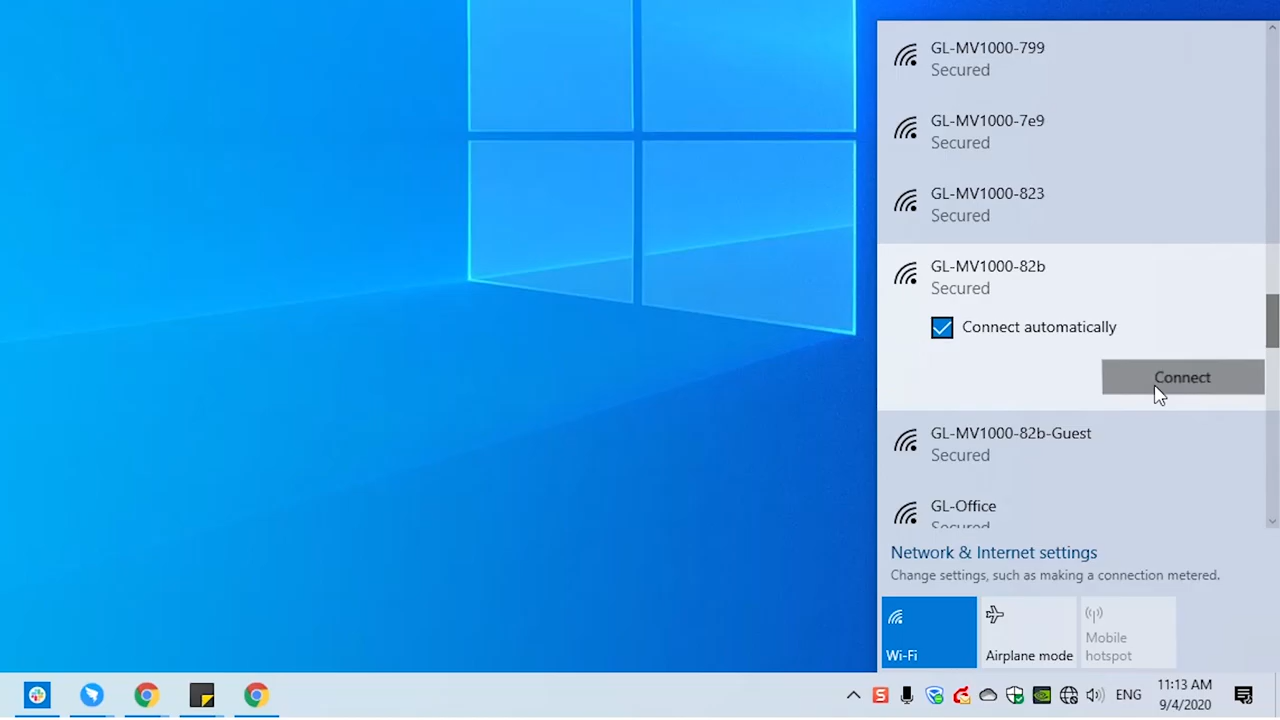 GL-MV1000-799
Secured
GL-MV1000-7e9
Secured
GL-MV1000-823
Secured
GL-MV1000-82b
Secured
Connect automatically
Connect
GL-MV1000-82b-Guest
Secured
GL-Office
Secured
Network & Internet settings
Change settings, such as making a connection metered.
Wi-Fi
Airplane mode
Mobile
hotspot
ENG
11:13 AM
9/4/2020